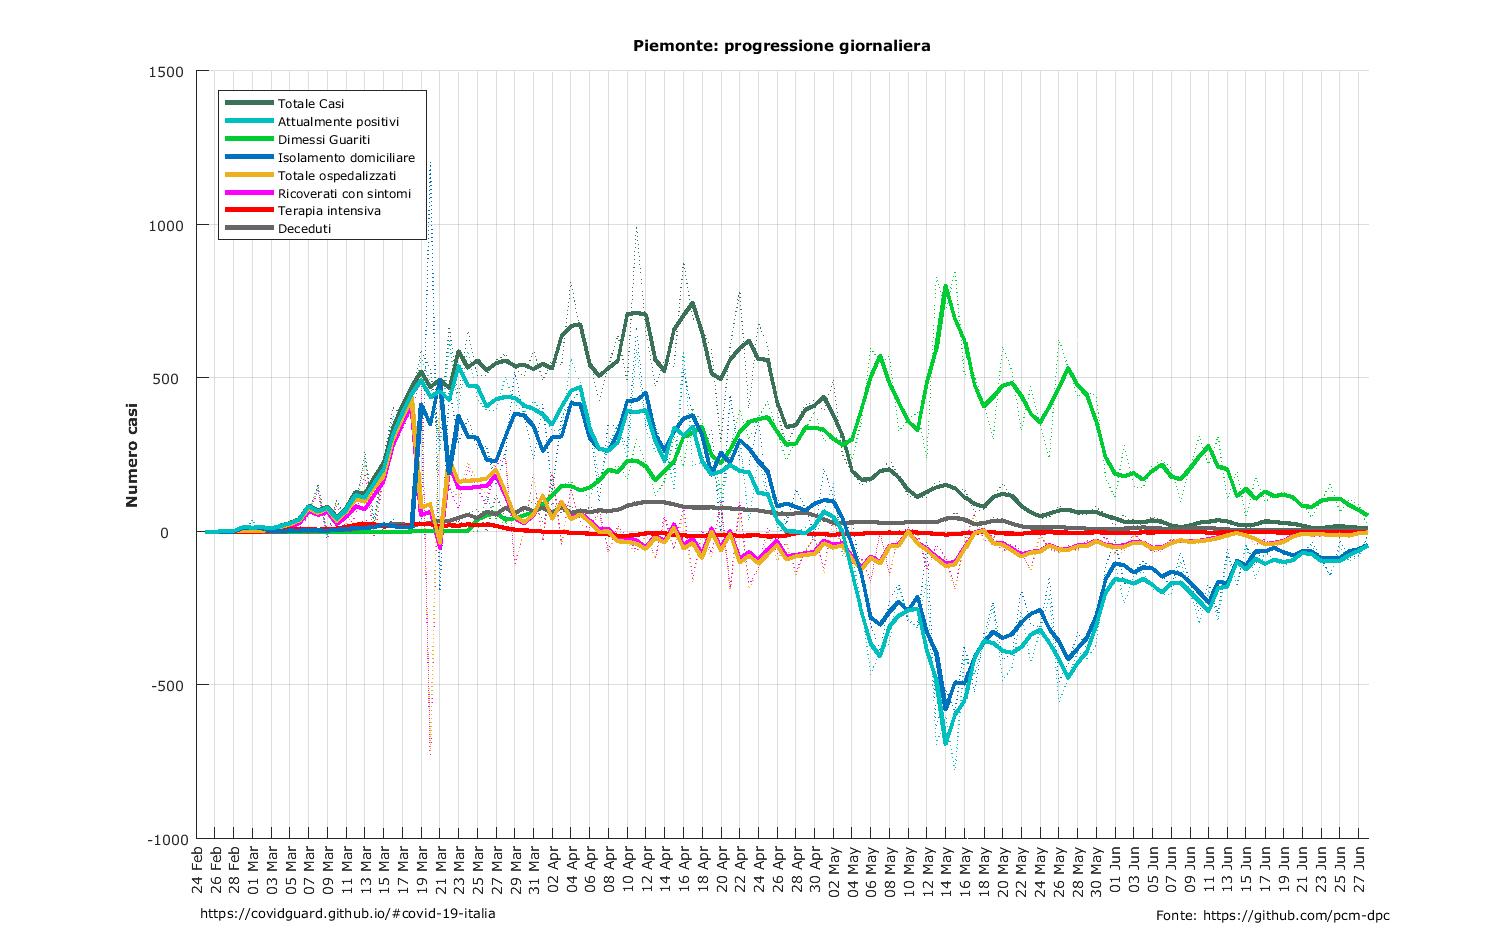 Piemonte: progressione giornaliera
1500
1000
500
0
-500
-1000
Numero casi
Totale Casi
Attualmente positivi
Dimessi Guariti
Isolamento domiciliare
Totale ospedalizzati
Ricoverati con sintomi
Terapia intensiva
Deceduti
24 Feb
26 Feb
28 Feb
01 Mar
03 Mar
05 Mar
07 Mar
09 Mar
11 Mar
13 Mar
15 Mar
17 Mar
19 Mar
21 Mar
23 Mar
25 Mar
27 Mar
29 Mar
31 Mar
02 Apr
04 Apr
06 Apr
08 Apr
10 Apr
12 Apr
14 Apr
16 Apr
18 Apr
20 Apr
22 Apr
24 Apr
26 Apr
28 Apr
30 Apr
02 May
04 May
06 May
08 May
10 May
12 May
14 May
16 May
18 May
20 May
22 May
24 May
26 May
28 May
30 May
01 Jun
03 Jun
05 Jun
07 Jun
09 Jun
11 Jun
13 Jun
15 Jun
17 Jun
19 Jun
21 Jun
23 Jun
25 Jun
27 Jun
https://covidguard.github.io/#covid-19-italia
Fonte: https://github.com/pcm-dpc